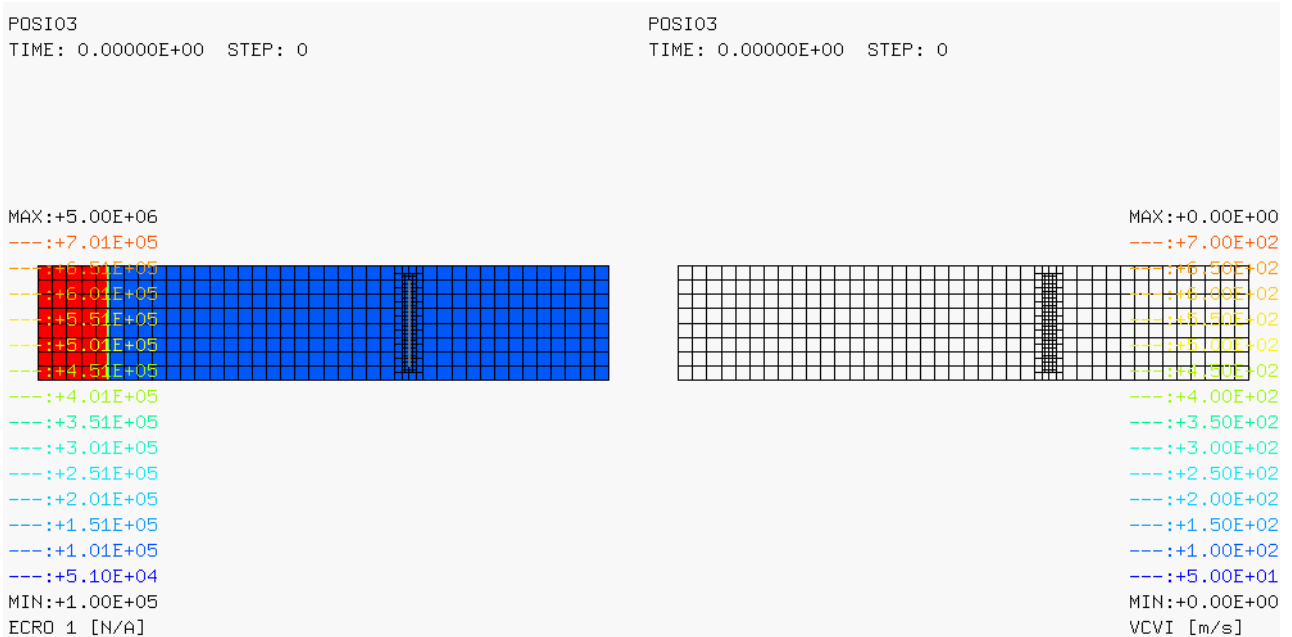 POSIO3
TIME: 0.00000E+00 STEP: 0
MAX:+5.00E+06
---:+7.01E+05
---:+6.51E+05
---:+6.01E+05
---:+5.51E+05
---:+5.01E+05
---:+4.51E+05
---:+4.01E+05
---:+3.51E+05
---:+3.01E+05
---:+2.51E+05
---:+2.01E+05
---:+1.51E+05
---:+1.01E+05
---:+5.10E+04
MIN:+1.00E+05
ECRO 1 [N/A]
POSIO3
TIME: 0.00000E+00 STEP: 0
MAX:+0.00E+00
---:+7.00E+02
---:+6.50E+02
---:+6.00E+02
---:+5.50E+02
---:+5.00E+02
---:+4.50E+02
---:+4.00E+02
---:+3.50E+02
---:+3.00E+02
---:+2.50E+02
---:+2.00E+02
---:+1.50E+02
---:+1.00E+02
---:+5.00E+01
MIN:+0.00E+00
VCVI [m/s]